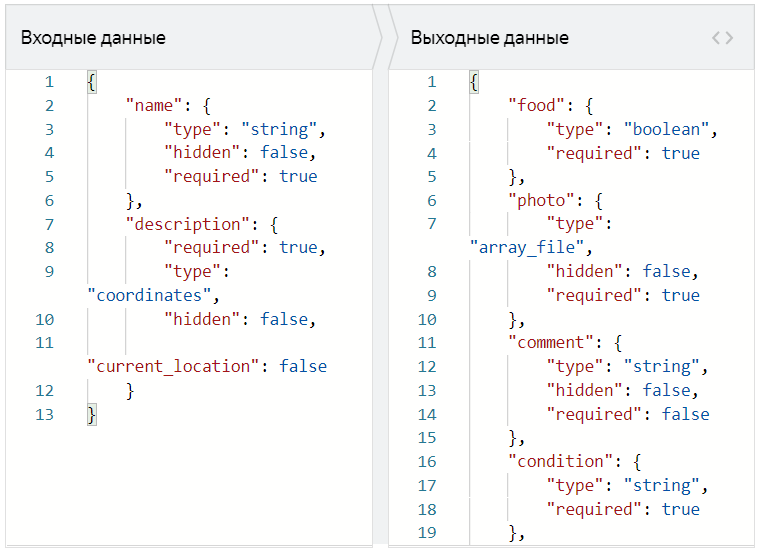 Входные данные
1 {
2 "name": {
3 "type": "string",
4 "hidden": false,
5 "required": true
6 },
7 "description": {
8 "required": true,
9 "type":
"coordinates",
10 "hidden": false,
11
"current_location": false
12 }
13 }
Выходные данные < >
1 {
2 "food": {
3 "type": "boolean",
4 "required": true
5 },
6 "photo": {
7 "type":
"array_file",
8 "hidden": false,
9 "required": true
10 },
11 "comment": {
12 "type": "string",
13 "hidden": false,
14 "required": false
15 },
16 "condition": {
17 "type": "string",
18 "required": true
19 },